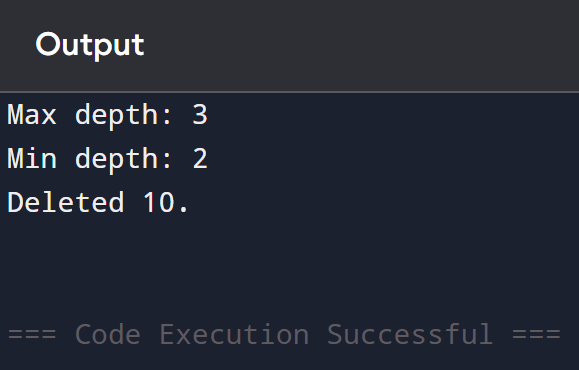 Output
Max depth: 3
Min depth: 2
Deleted 10.
=== Code Execution Successful ===